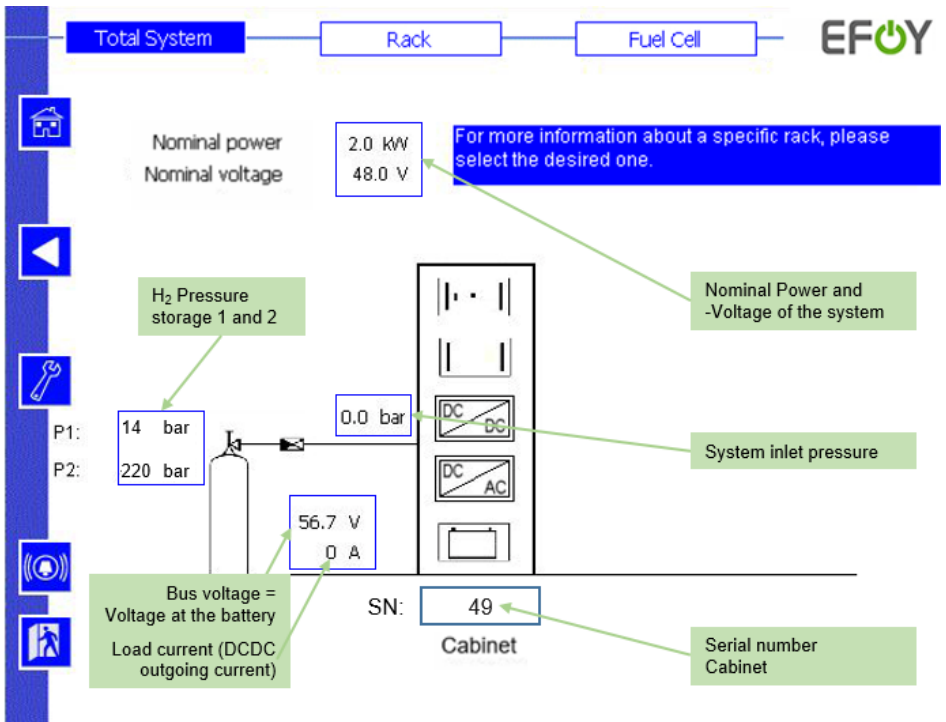 Total System
Rack
Fuel Cell
EFOY
Nominal power
2.0 kW
Nominal voltage
48.0 V
For more information about a specific rack, please
select the desired one.
H₂ Pressure
storage 1 and 2
Nominal Power and
-Voltage of the system
P1:
14 bar
P2:
220 bar
0.0 bar
DC
DC
System inlet pressure
DC
AC
56.7 V
0 A
Bus voltage =
Voltage at the battery
Load current (DCDC
outgoing current)
SN:
49
Cabinet
Serial number
Cabinet